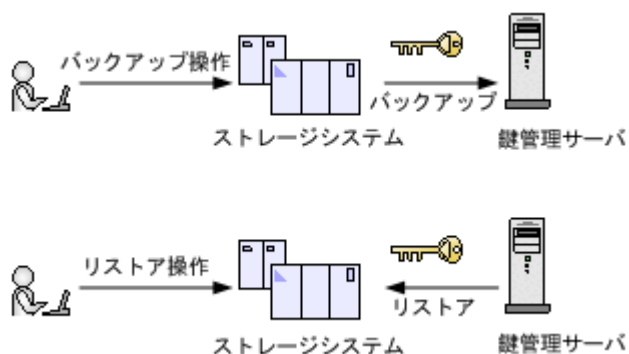 バックアップ操作
バックアップ
ストレージシステム
鍵管理サーバ
リストア操作
リストア
ストレージシステム
鍵管理サーバ